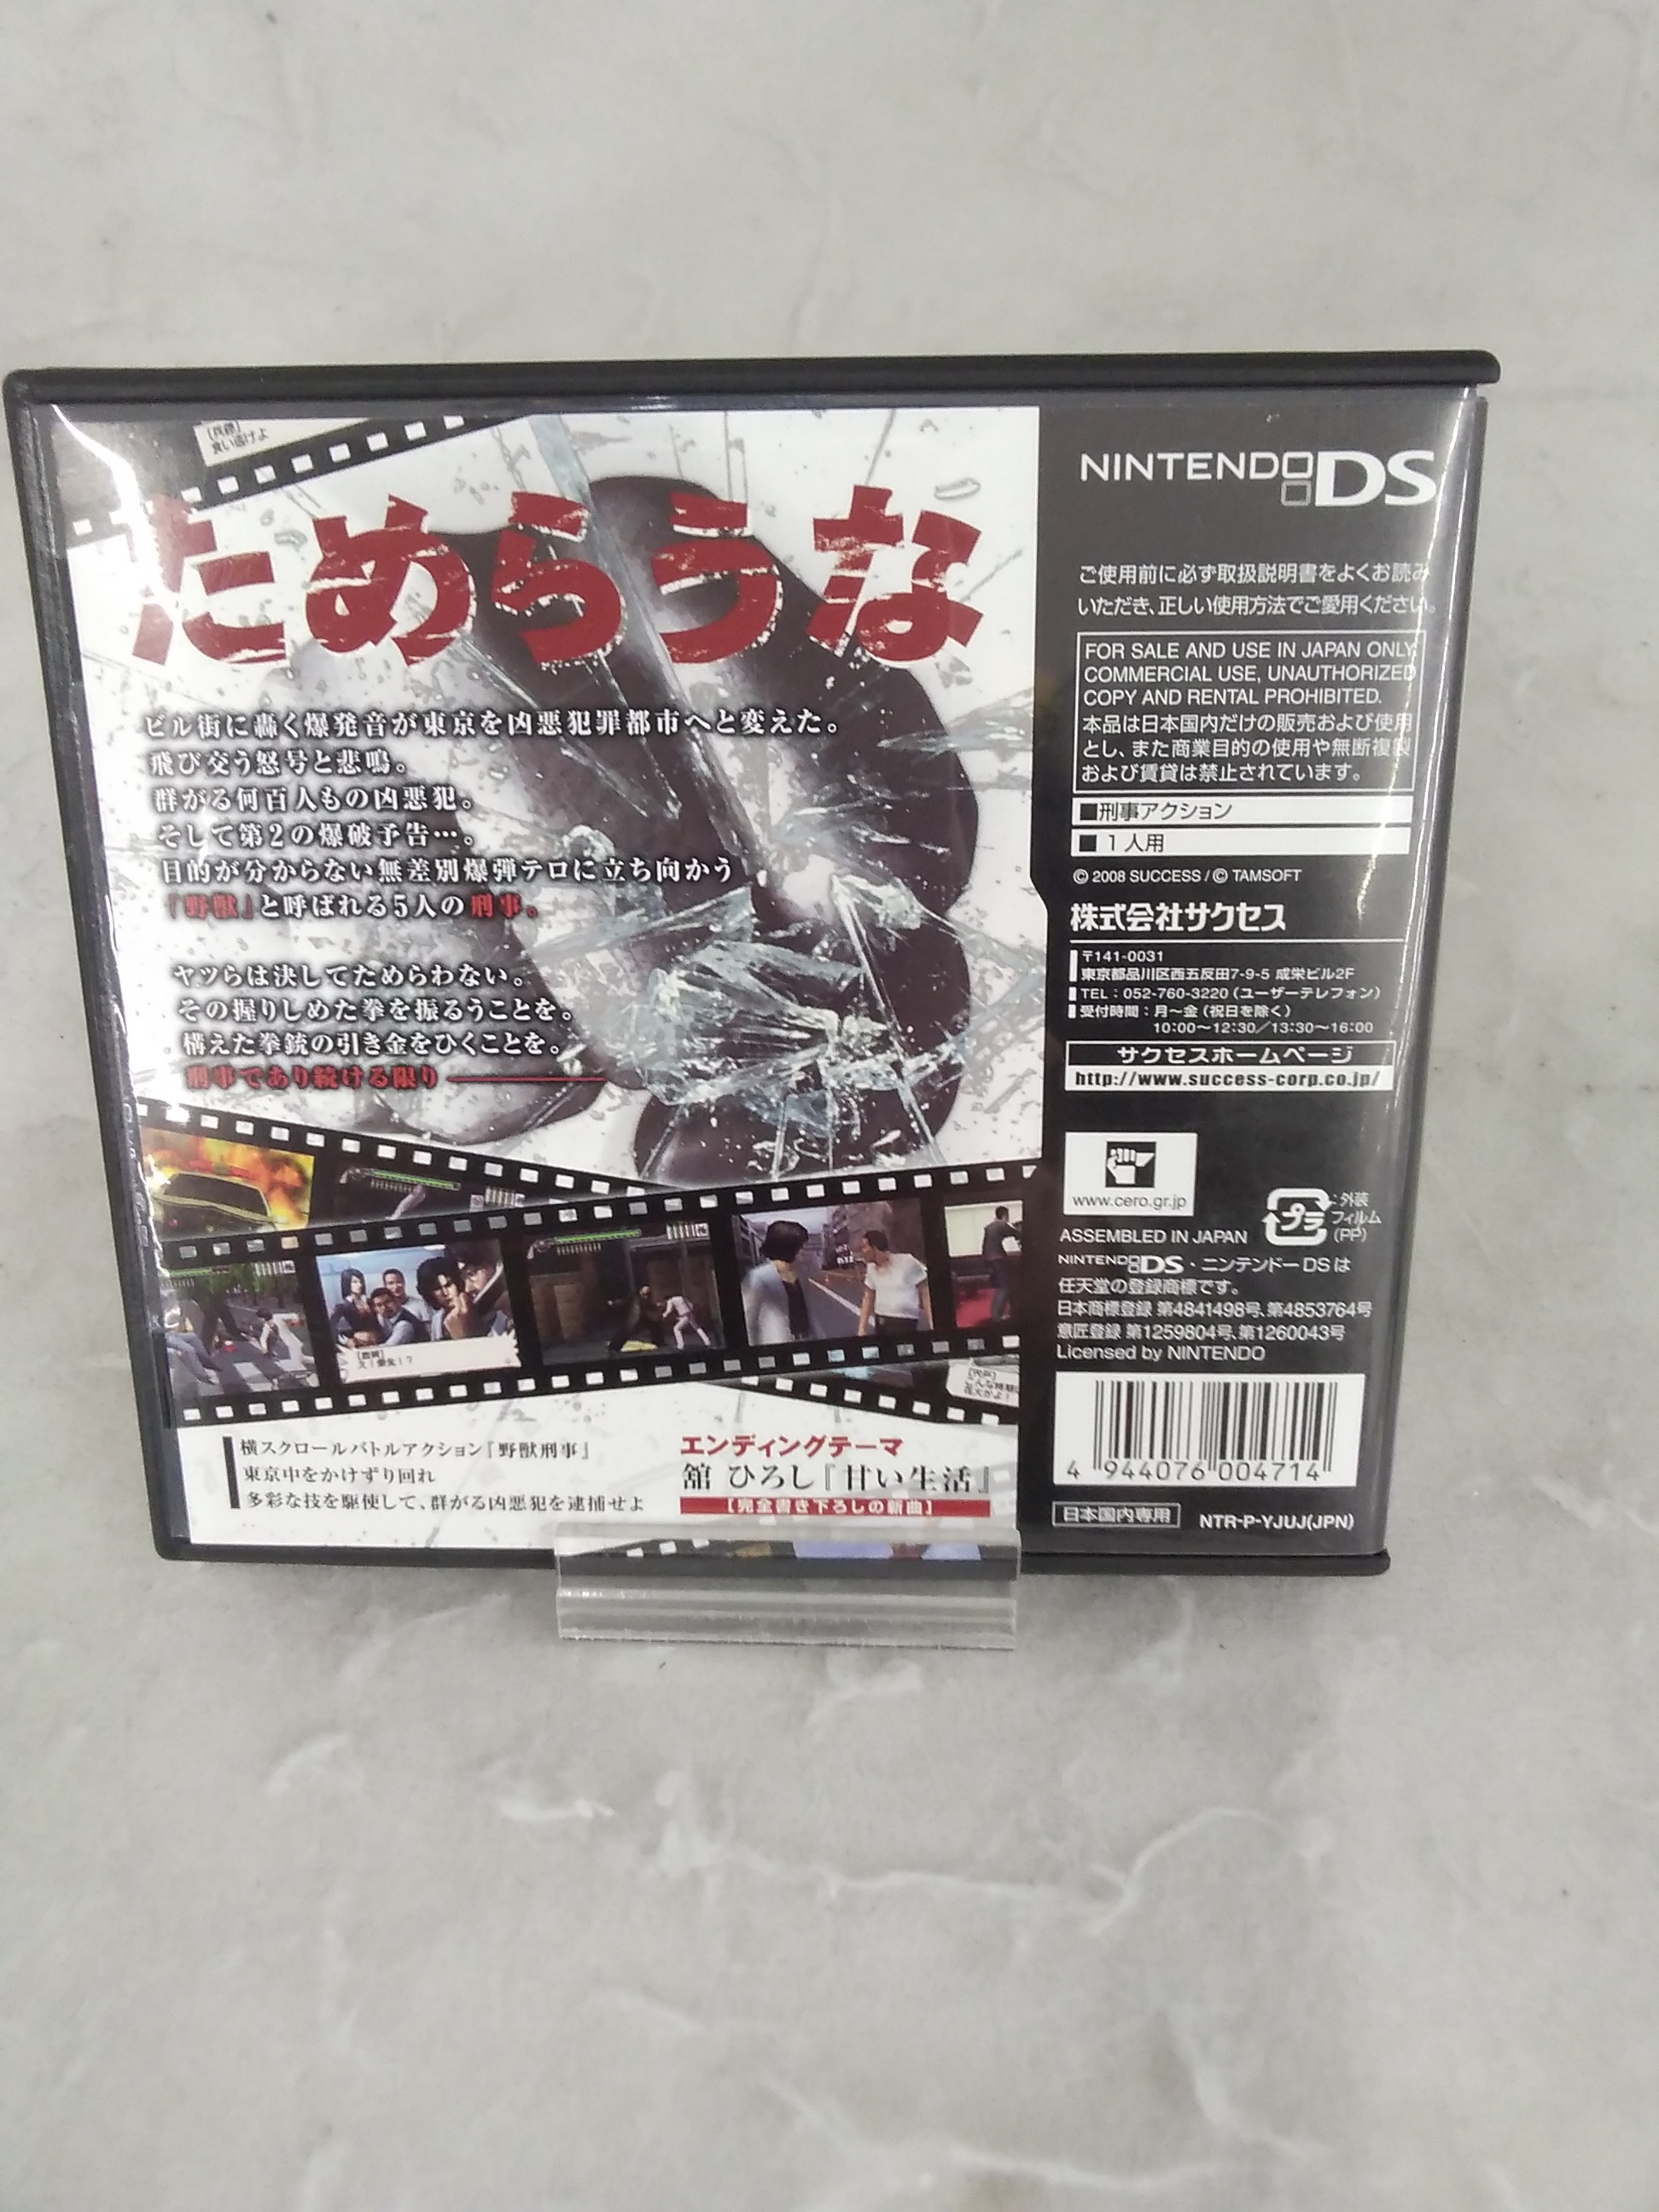 食い逃げよ
ためらうな
ビル街に轟く爆発音が東京を凶悪犯罪都市へと変えた。
飛び交う怒号と悲鳴。
群がる何百人もの凶悪犯。
そして第2の爆破予告…。
目的が分からない無差別爆弾テロに立ち向かう
『野獣』と呼ばれる5人の刑事。
ヤツらは決してためらわない。
その握りしめた拳を振るうことを。
構えた拳銃の引き金をひくことを。
刑事であり続ける限り
横スクロールバトルアクション『野獣刑事』
東京中をかけずり回れ
多彩な技を駆使して、群がる凶悪犯を逮捕せよ
エンディングテーマ
舘 ひろし『甘い生活』
【完全書き下ろしの新曲】
NINTENDO DS
ご使用前に必ず取扱説明書をよくお読み
いただき、正しい使用方法でご愛用ください。
FOR SALE AND USE IN JAPAN ONLY.
COMMERCIAL USE, UNAUTHORIZED
COPY AND RENTAL PROHIBITED.
本品は日本国内だけの販売および使用
とし、また商業目的の使用や無断複製
および賃貸は禁止されています。
■刑事アクション
■1人用
© 2008 SUCCESS / © TAMSOFT
株式会社サクセス
〒141-0031
東京都品川区西五反田7-9-5 成栄ビル2F
TEL：052-760-3220（ユーザーテレフォン）
受付時間：月～金（祝日を除く）
10:00～12:30／13:30～16:00
サクセスホームページ
http://www.success-corp.co.jp/
www.cero.gr.jp
プラ
：外装
フィルム
(PP)
ASSEMBLED IN JAPAN
NINTENDO DS・ニンテンドーDSは
任天堂の登録商標です。
日本商標登録 第4841498号、第4853764号
意匠登録 第1259804号、第1260043号
Licensed by NINTENDO
4 944076 004714
日本国内専用
NTR-P-YJUJ(JPN)